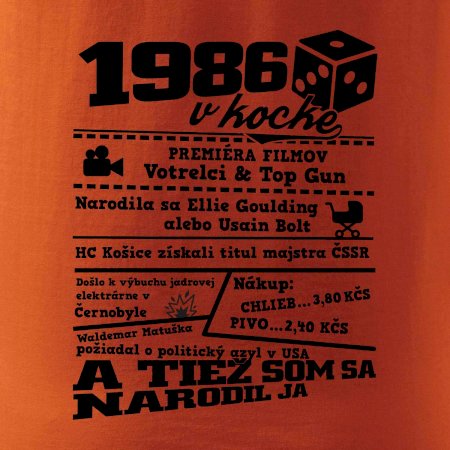 1986
v kocke
PREMIÉRA FILMOV
Votrelci & Top Gun
Narodila sa Ellie Goulding
alebo Usain Bolt
HC Košice získali titul majstra ČSSR
Došlo k výbuchu jadrovej
elektrárne v
Černobyle
Nákup:
CHLIEB...3,80 KČS
PIVO...2,40 KČS
Waldemar Matuška
požiadal o politický azyl v USA
A TIEŽ SOM SA
NARODIL JA